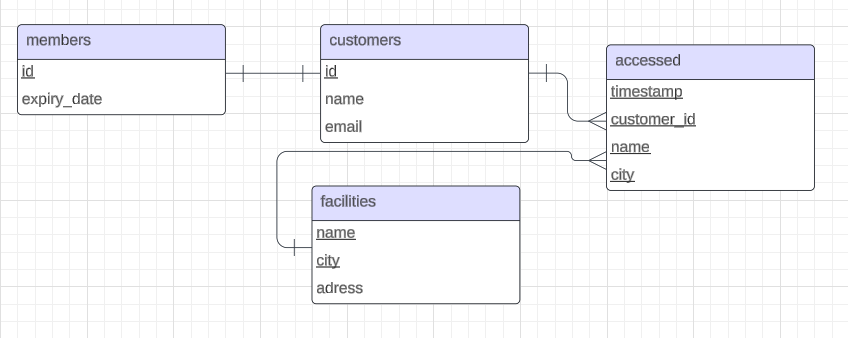 members
id
expiry_date
customers
id
name
email
accessed
timestamp
customer_id
name
city
facilities
name
city
adress